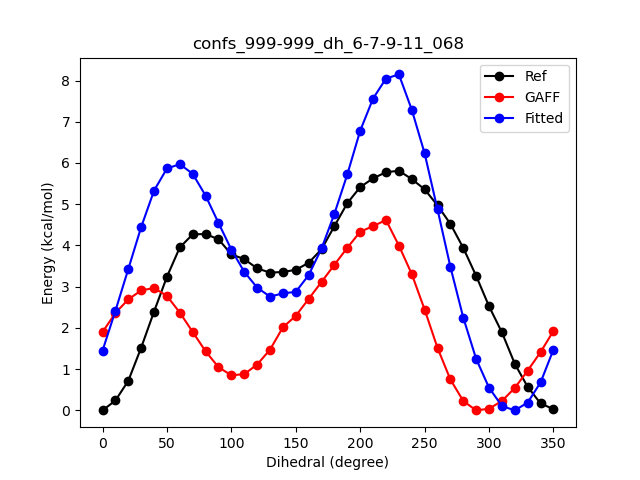 confs_999-999_dh_6-7-9-11_068
Ref
GAFF
Fitted
Energy (kcal/mol)
8
7
6
5
4
3
2
1
0
0 50 100 150 200 250 300 350
Dihedral (degree)